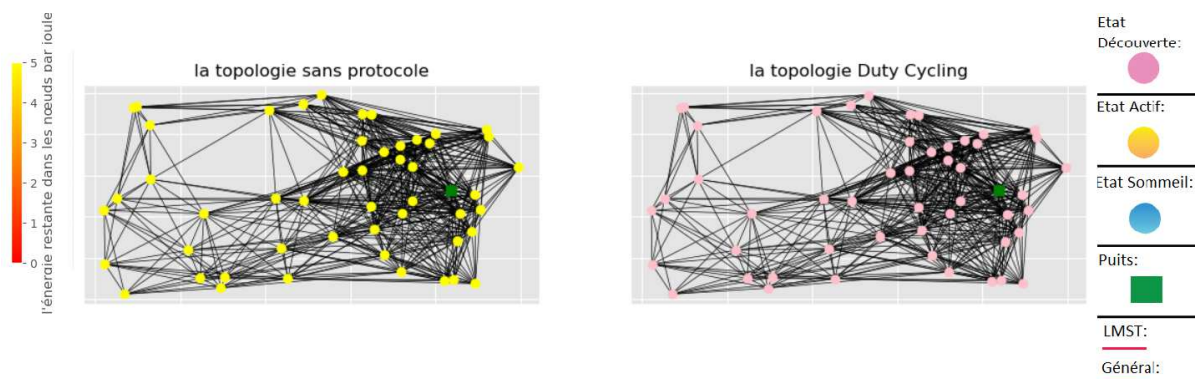 l'énergie restante dans les nœuds par joule
5
4
3
2
1
0
la topologie sans protocole
la topologie Duty Cycling
Etat
Découverte:
Etat Actif:
Etat Sommeil:
Puits:
LMST:
Général: